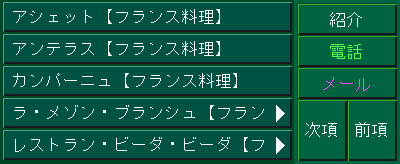 アシェット【フランス料理】
アンテラス【フランス料理】
カンパーニュ【フランス料理】
ラ・メゾン・ブランシュ【フラン
レストラン・ビーダ・ビーダ【フ
紹介
電話
メール
次項
前項